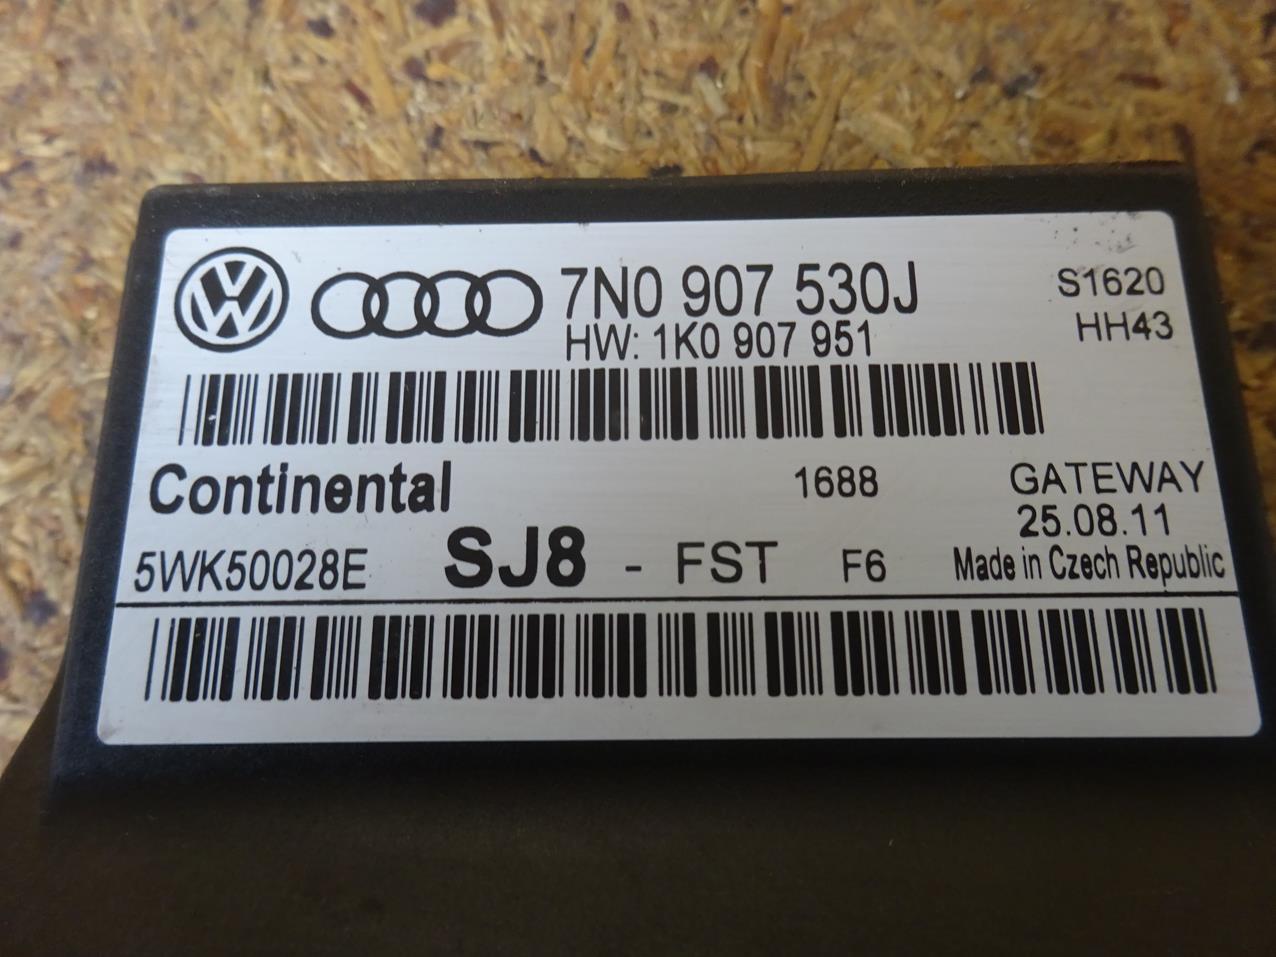 7N0 907 530J S1620
HW: 1K0 907 951 HH43
Continental 1688 GATEWAY
25.08.11
5WK50028E SJ8 - FST F6 Made in Czech Republic